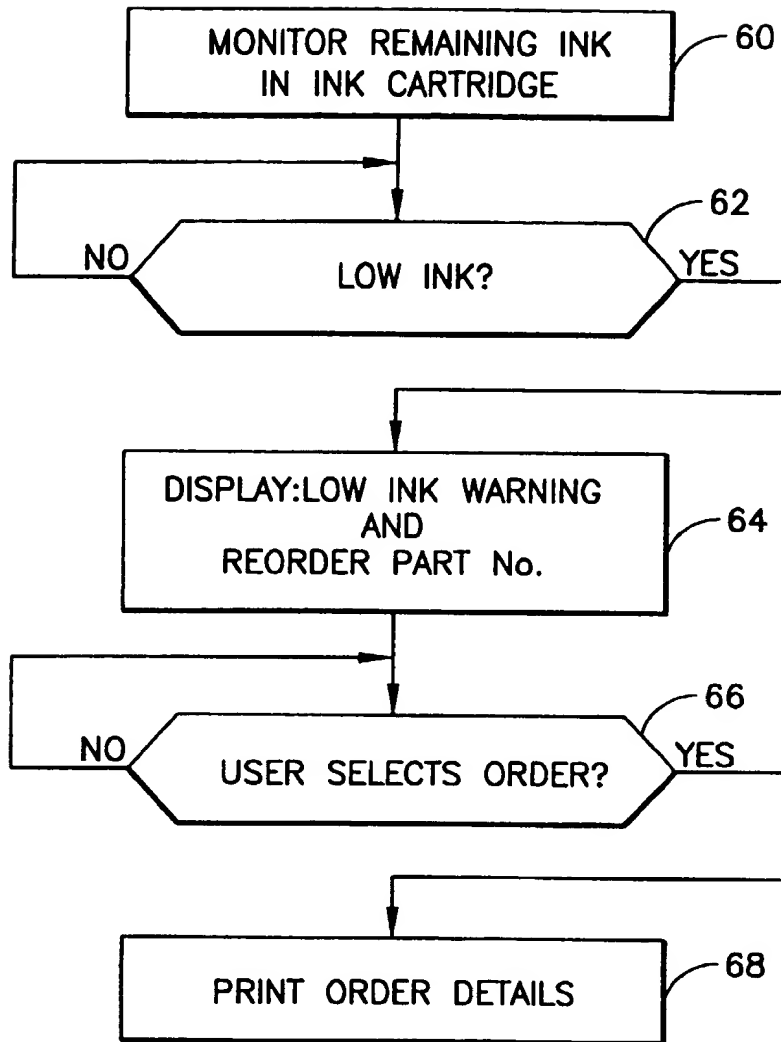 MONITOR REMAINING INK
IN INK CARTRIDGE
60
62
NO
LOW INK?
YES
DISPLAY:LOW INK WARNING
AND
REORDER PART No.
64
66
NO
USER SELECTS ORDER?
YES
PRINT ORDER DETAILS
68